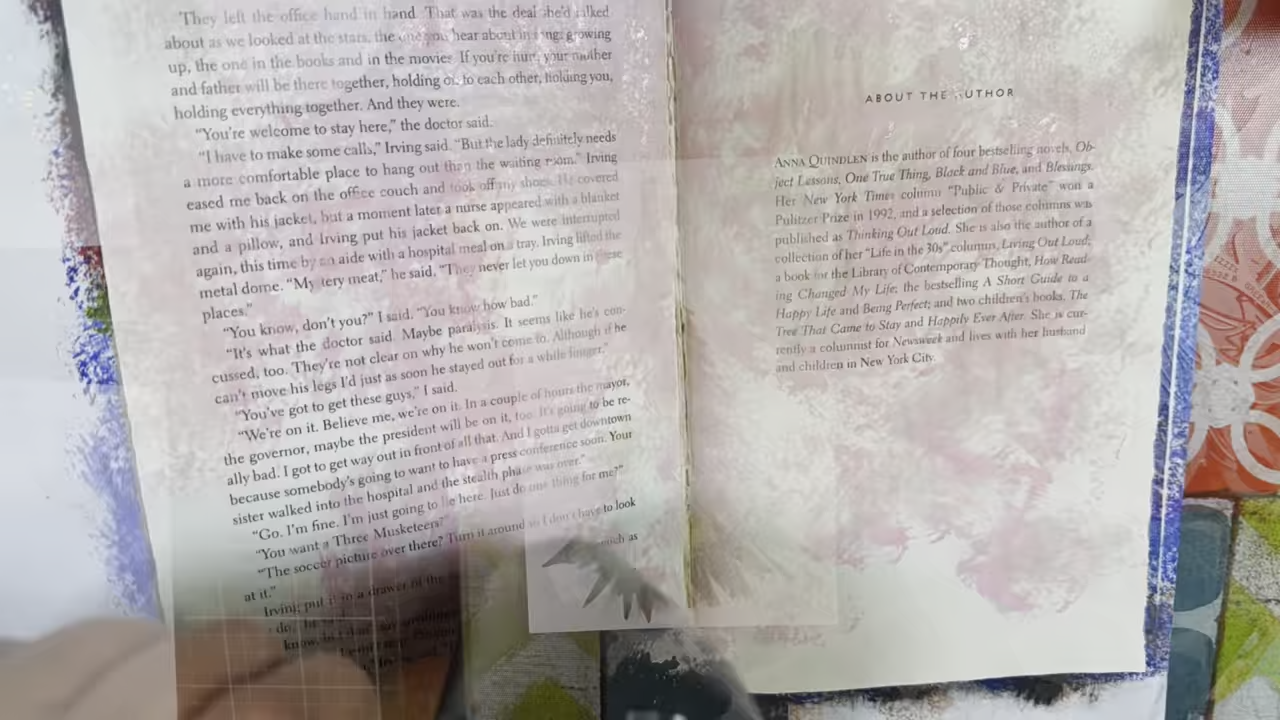 They left the office hand in hand. That was the deal she'd talked
about as we looked at the stars, the one you hear about in songs growing
up, the one in the books and in the movies. If you're hurt, your mother
and father will be there together, holding on to each other, holding you,
holding everything together. And they were.
"You're welcome to stay here," the doctor said.
"I have to make some calls," Irving said. "But the lady definitely needs
a more comfortable place to hang out than the waiting room." Irving
eased me back on the office couch and took off my shoes. He covered
me with his jacket, but a moment later a nurse appeared with a blanket
and a pillow, and Irving put his jacket back on. We were interrupted
again, this time by an aide with a hospital meal on a tray. Irving lifted the
metal dome. "Mystery meat," he said, "They never let you down in these
places."
"You know, don't you?" I said. "You know how bad."
"It's what the doctor said. Maybe paralysis. It seems like he's con-
cussed, too. They're not clear on why he won't come to. Although if he
can't move his legs I'd just as soon he stayed out for a while longer."
"You've got to get these guys," I said.
"We're on it. Believe me, we're on it. In a couple of hours the mayor,
the governor, maybe the president will be on it, too. It's going to be re-
ally bad. I got to get way out in front of all that. And I gotta get downtown
because somebody's going to want to have a press conference soon. Your
sister walked into the hospital and the stealth phase was over."
"Go. I'm fine. I'm just going to lie here. Just do one thing for me?"
"You want a Three Musketeers?"
"The soccer picture over there? Turn it around so I don't have to look
at it."
much as
Irving put it in a drawer of the
know,
ABOUT THE AUTHOR
ANNA QUINDLEN is the author of four bestselling novels, Ob-
ject Lessons, One True Thing, Black and Blue, and Blessings.
Her New York Times column "Public & Private" won a
Pulitzer Prize in 1992, and a selection of those columns was
published as Thinking Out Loud. She is also the author of a
collection of her "Life in the 30s" columns, Living Out Loud;
a book for the Library of Contemporary Thought, How Read-
ing Changed My Life; the bestselling A Short Guide to a
Happy Life and Being Perfect; and two children's books, The
Tree That Came to Stay and Happily Ever After. She is cur-
rently a columnist for Newsweek and lives with her husband
and children in New York City.